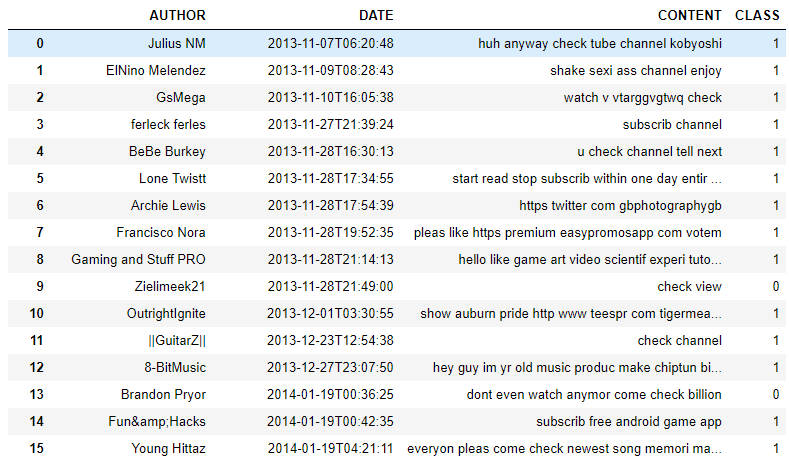 AUTHOR DATE CONTENT CLASS
0 Julius NM 2013-11-07T06:20:48 huh anyway check tube channel kobyoshi 1
1 ElNino Melendez 2013-11-09T08:28:43 shake sexi ass channel enjoy 1
2 GsMega 2013-11-10T16:05:38 watch v vtarggvgtwq check 1
3 ferleck ferles 2013-11-27T21:39:24 subscrib channel 1
4 BeBe Burkey 2013-11-28T16:30:13 u check channel tell next 1
5 Lone Twistt 2013-11-28T17:34:55 start read stop subscrib within one day entir ... 1
6 Archie Lewis 2013-11-28T17:54:39 https twitter com gbphotographygb 1
7 Francisco Nora 2013-11-28T19:52:35 pleas like https premium easypromosapp com votem 1
8 Gaming and Stuff PRO 2013-11-28T21:14:13 hello like game art video scientif experi tuto... 1
9 Zielimeek21 2013-11-28T21:49:00 check view 0
10 OutrightIgnite 2013-12-01T03:30:55 show auburn pride http www teespr com tigermea... 1
11 ||GuitarZ|| 2013-12-23T12:54:38 check channel 1
12 8-BitMusic 2013-12-27T23:07:50 hey guy im yr old music produc make chiptun bi... 1
13 Brandon Pryor 2014-01-19T00:36:25 dont even watch anymor come check billion 0
14 Fun&amp;Hacks 2014-01-19T00:42:35 subscrib free android game app 1
15 Young Hittaz 2014-01-19T04:21:11 everyon pleas come check newest song memori ma... 1